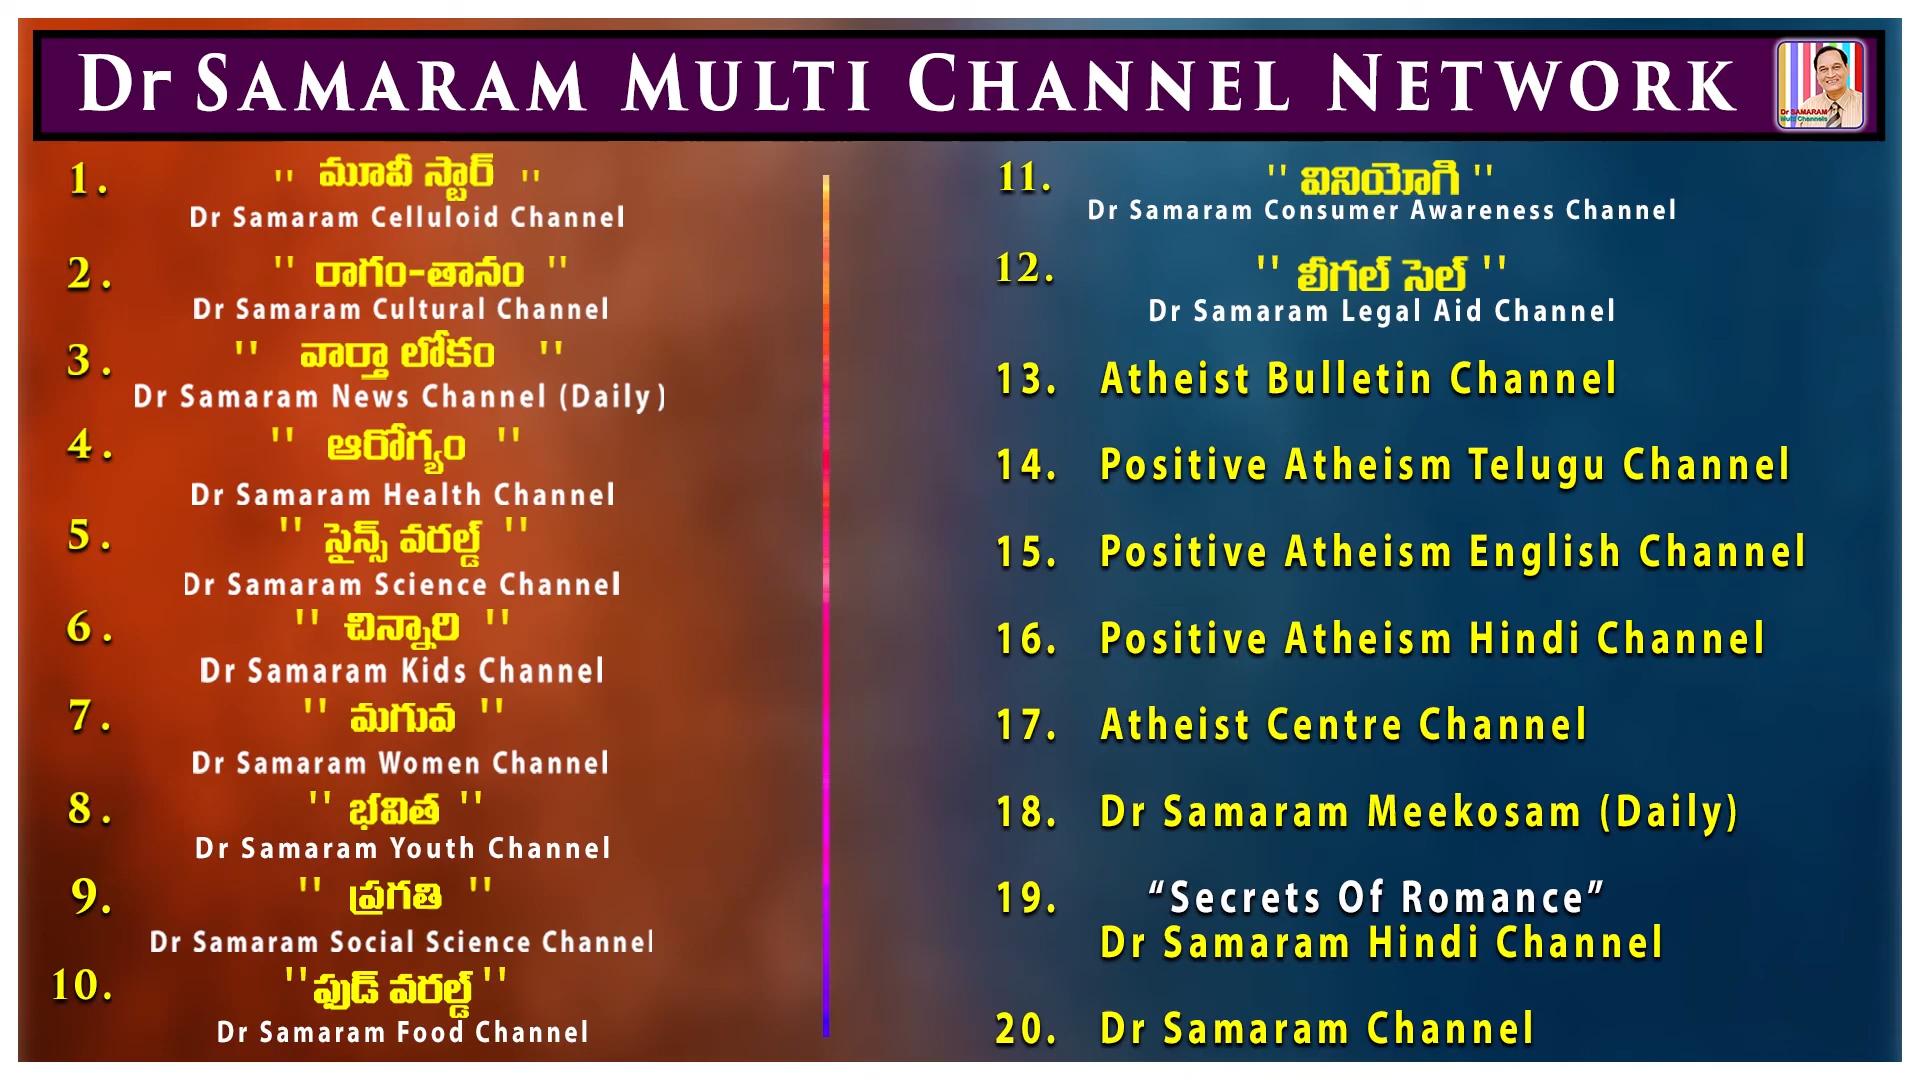 Dr SAMARAM MULTI CHANNEL NETWORK
Dr SAMARAM
Multi Channels
1. " మూవీ స్టార్ "
Dr Samaram Celluloid Channel
2. " రాగం-తానం "
Dr Samaram Cultural Channel
3. " వార్తా లోకం "
Dr Samaram News Channel (Daily)
4. " ఆరోగ్యం "
Dr Samaram Health Channel
5. " సైన్స్ వరల్డ్ "
Dr Samaram Science Channel
6. " చిన్నారి "
Dr Samaram Kids Channel
7. " మగువ "
Dr Samaram Women Channel
8. " భవిత "
Dr Samaram Youth Channel
9. " ప్రగతి "
Dr Samaram Social Science Channel
10. "ఫుడ్ వరల్డ్"
Dr Samaram Food Channel
11. " వినియోగి "
Dr Samaram Consumer Awareness Channel
12. " లీగల్ సెల్ "
Dr Samaram Legal Aid Channel
13. Atheist Bulletin Channel
14. Positive Atheism Telugu Channel
15. Positive Atheism English Channel
16. Positive Atheism Hindi Channel
17. Atheist Centre Channel
18. Dr Samaram Meekosam (Daily)
19. “Secrets Of Romance”
Dr Samaram Hindi Channel
20. Dr Samaram Channel